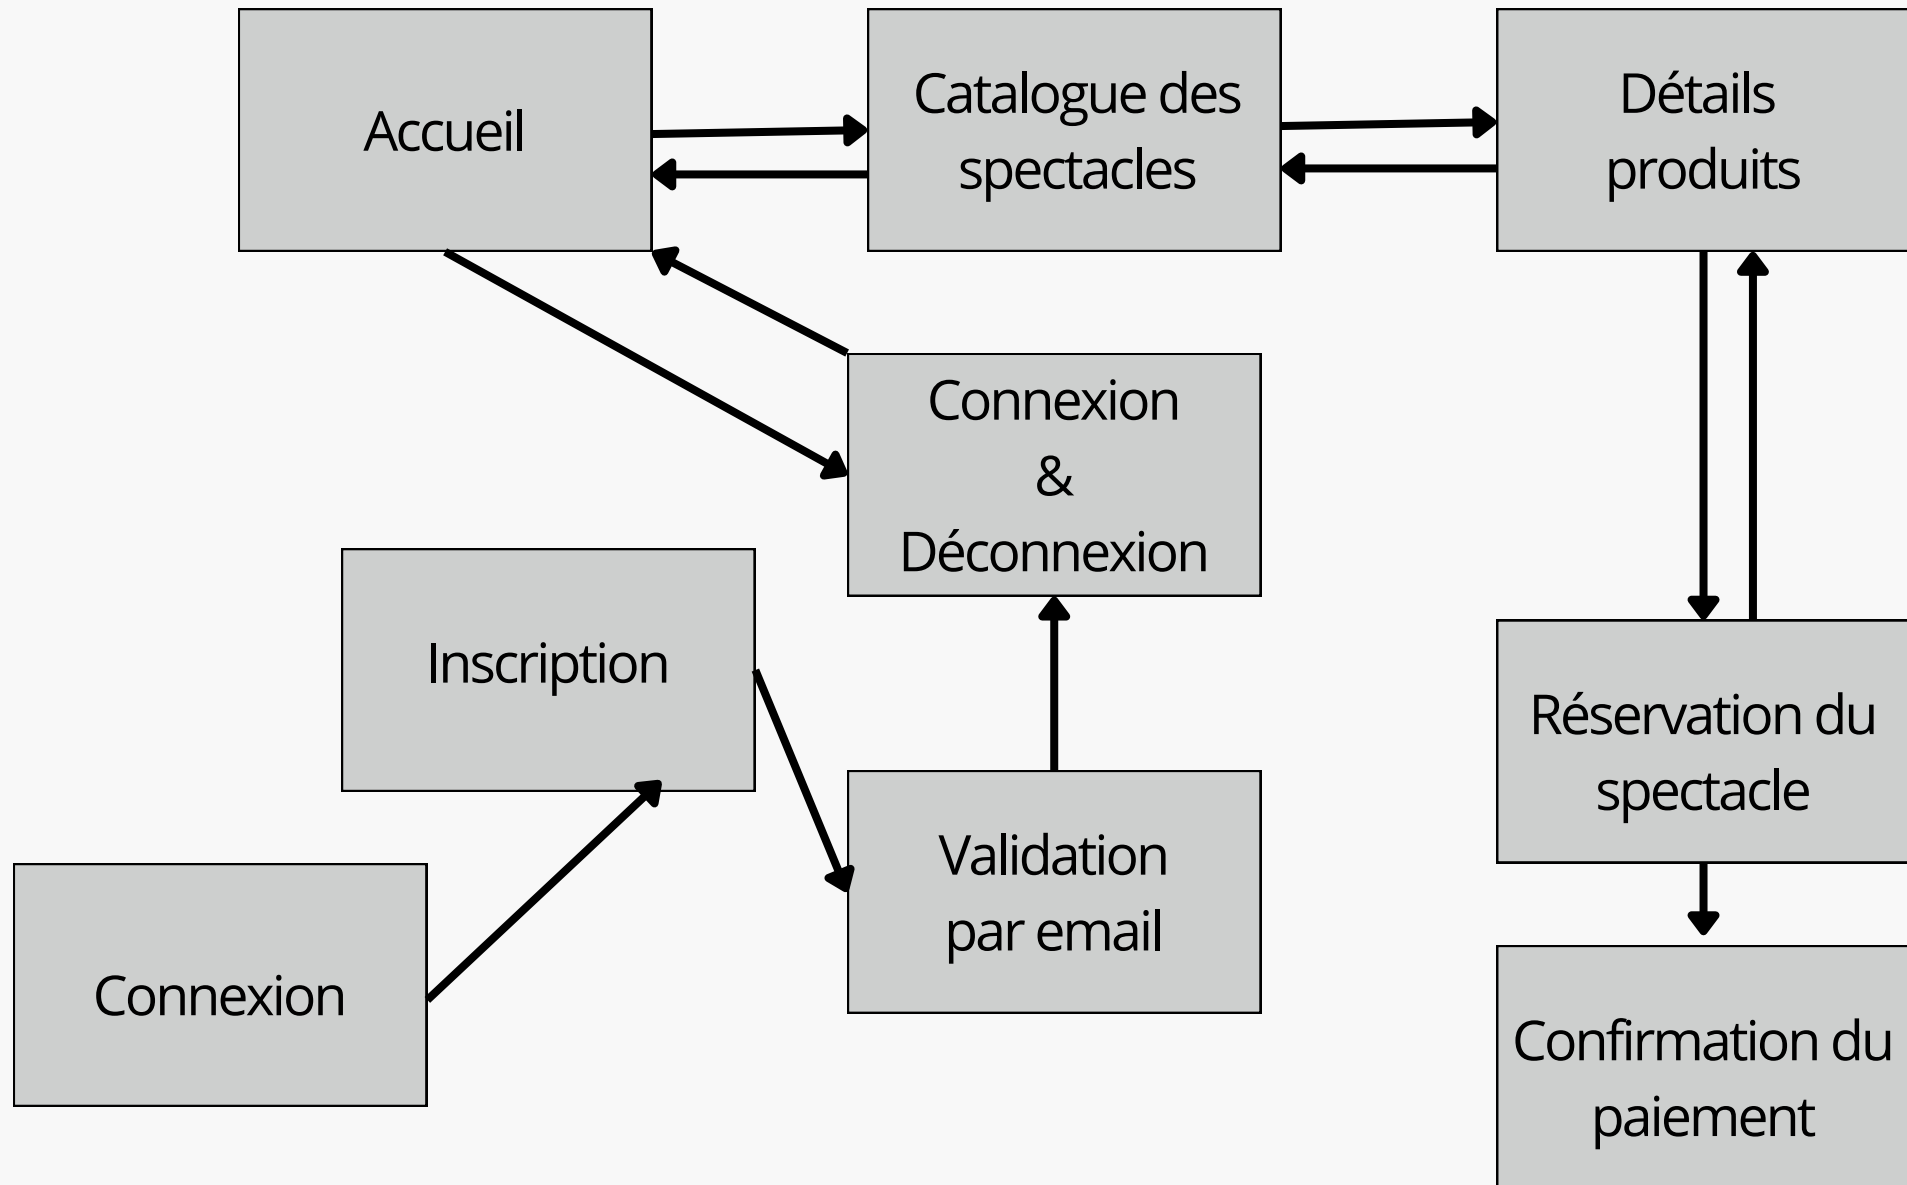 Accueil
Catalogue des
spectacles
Détails
produits
Connexion
&
Déconnexion
Inscription
Réservation du
spectacle
Validation
par email
Connexion
Confirmation du
paiement